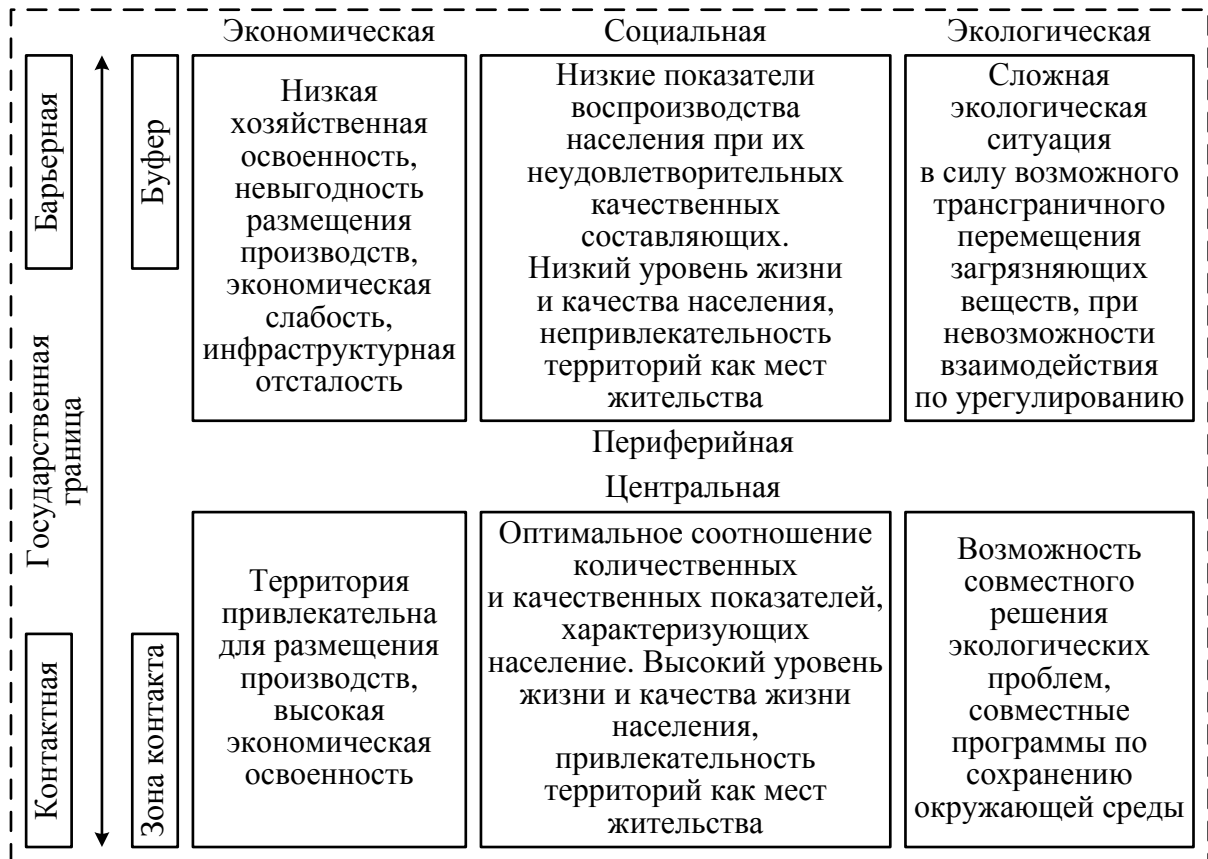 Экономическая
Социальная
Экологическая
Государственная
граница
Барьерная
Буфер
Низкая
хозяйственная
освоенность,
невыгодность
размещения
производств,
экономическая
слабость,
инфраструктурная
отсталость
Низкие показатели
воспроизводства
населения при их
неудовлетворительных
качественных
составляющих.
Низкий уровень жизни
и качества населения,
непривлекательность
территорий как мест
жительства
Сложная
экологическая
ситуация
в силу возможного
трансграничного
перемещения
загрязняющих
веществ, при
невозможности
взаимодействия
по урегулированию
Периферийная
Центральная
Контактная
Зона контакта
Территория
привлекательна
для размещения
производств,
высокая
экономическая
освоенность
Оптимальное соотношение
количественных
и качественных показателей,
характеризующих
население. Высокий уровень
жизни и качества жизни
населения,
привлекательность
территорий как мест
жительства
Возможность
совместного
решения
экологических
проблем,
совместные
программы по
сохранению
окружающей среды